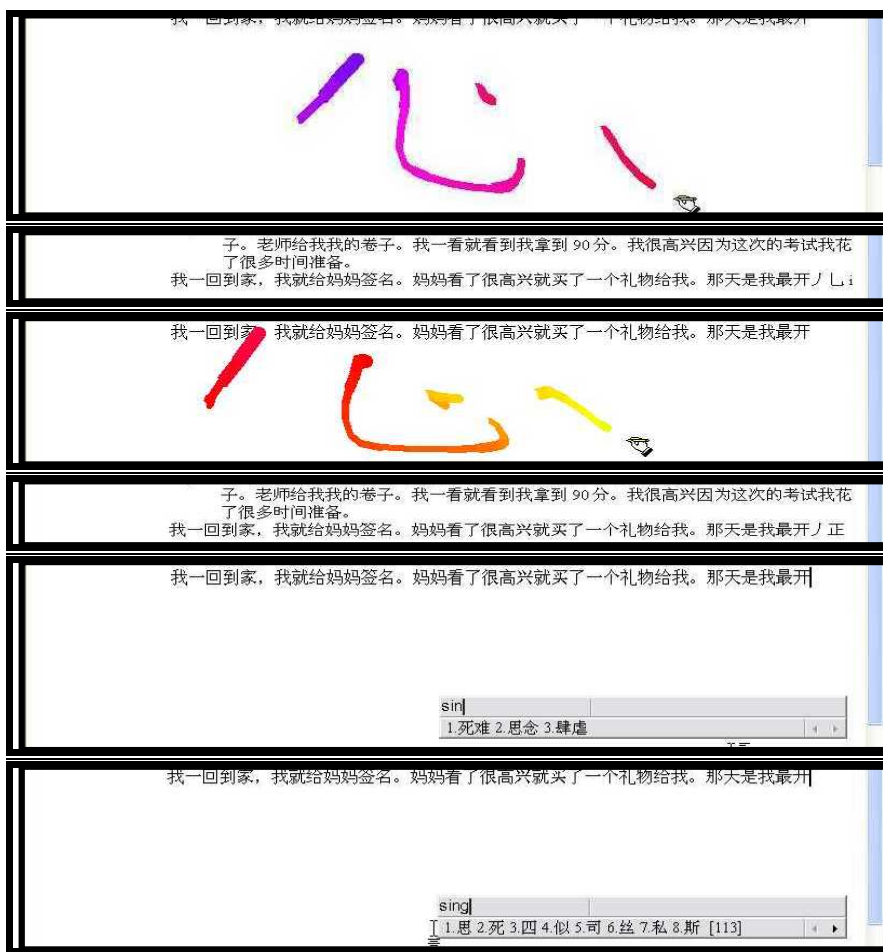 我一回到家，我就给妈妈签名。妈妈看了很高兴就买了一个礼物给我。那天是我最开
心
子。老师给我我的卷子。我一看就看到我拿到 90 分。我很高兴因为这次的考试我花
了很多时间准备。
我一回到家，我就给妈妈签名。妈妈看了很高兴就买了一个礼物给我。那天是我最开丿乚i
我一回到家，我就给妈妈签名。妈妈看了很高兴就买了一个礼物给我。那天是我最开
心
子。老师给我我的卷子。我一看就看到我拿到 90 分。我很高兴因为这次的考试我花
了很多时间准备。
我一回到家，我就给妈妈签名。妈妈看了很高兴就买了一个礼物给我。那天是我最开丿正
我一回到家，我就给妈妈签名。妈妈看了很高兴就买了一个礼物给我。那天是我最开
sin
1.死难 2.思念 3.肆虐
我一回到家，我就给妈妈签名。妈妈看了很高兴就买了一个礼物给我。那天是我最开
sing
1.思 2.死 3.四 4.似 5.司 6.丝 7.私 8.斯 [113]